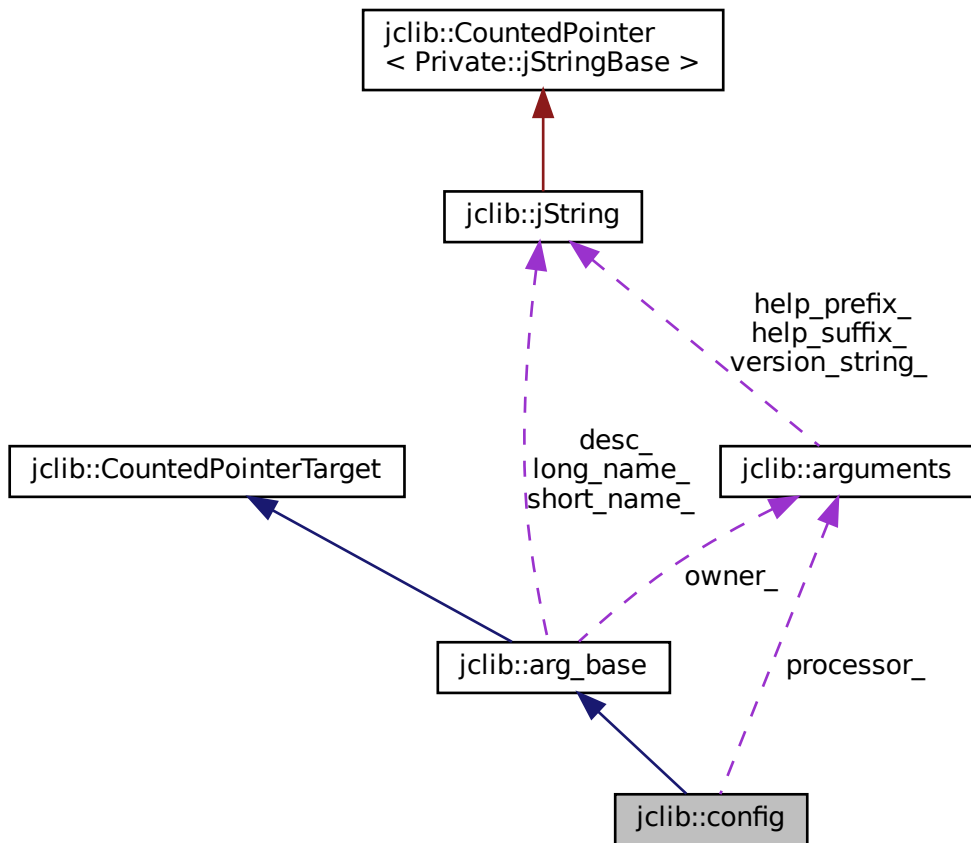 jclib::CountedPointer
< Private::jStringBase >
jclib::jString
help_prefix_
help_suffix_
version_string_
desc_
long_name_
short_name_
jclib::CountedPointerTarget
jclib::arguments
owner_
jclib::arg_base
processor_
jclib::config